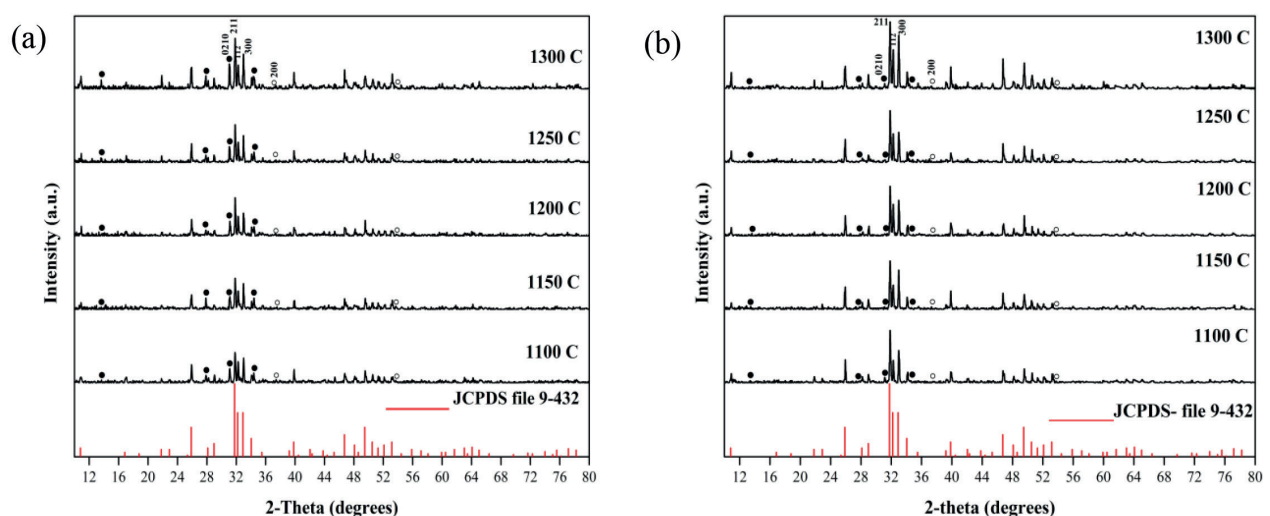 (a)
0210
211
112
300
200
1300 C
1250 C
1200 C
1150 C
1100 C
JCPDS file 9-432
Intensity (a.u.)
12 16 20 24 28 32 36 40 44 48 52 56 60 64 68 72 76 80
2-Theta (degrees)
(b)
0210
211
112
300
200
1300 C
1250 C
1200 C
1150 C
1100 C
JCPDS- file 9-432
Intensity (a.u.)
12 16 20 24 28 32 36 40 44 48 52 56 60 64 68 72 76 80
2-theta (degrees)